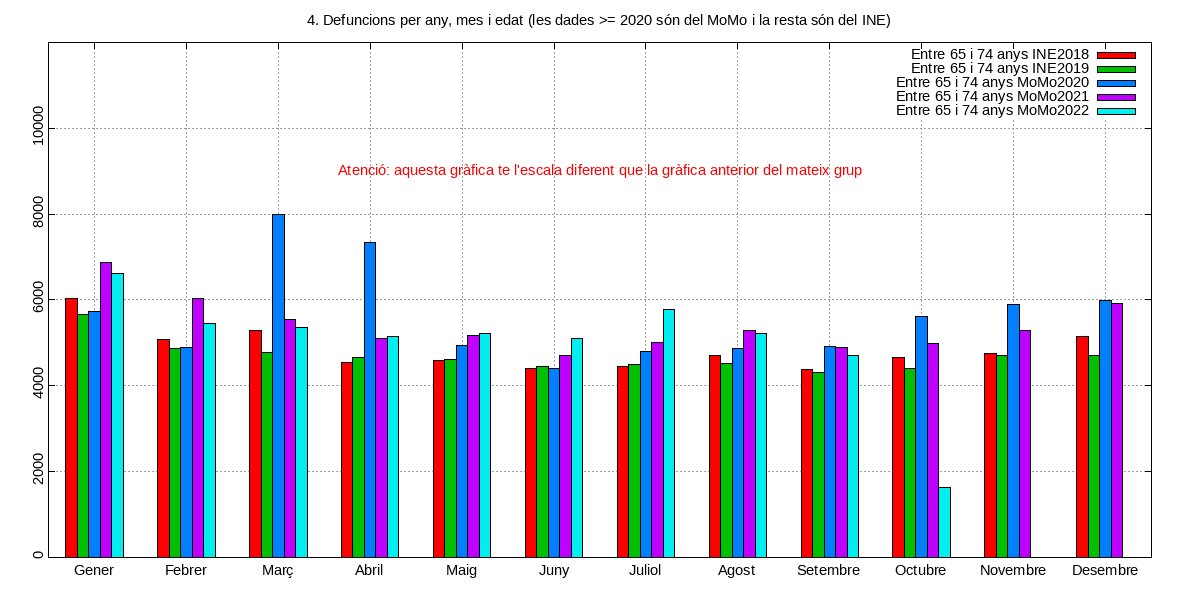 4. Defuncions per any, mes i edat (les dades >= 2020 són del MoMo i la resta són del INE)
Entre 65 i 74 anys INE2018
Entre 65 i 74 anys INE2019
Entre 65 i 74 anys MoMo2020
Entre 65 i 74 anys MoMo2021
Entre 65 i 74 anys MoMo2022
Atenció: aquesta gràfica te l'escala diferent que la gràfica anterior del mateix grup
10000
8000
6000
4000
2000
0
Gener Febrer Març Abril Maig Juny Juliol Agost Setembre Octubre Novembre Desembre